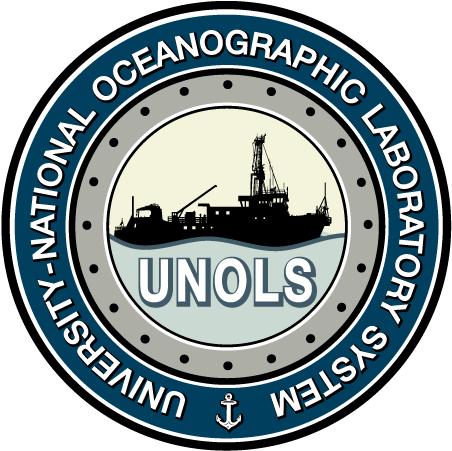 UNIVERSITY-NATIONAL OCEANOGRAPHIC LABORATORY SYSTEM
UNOLS